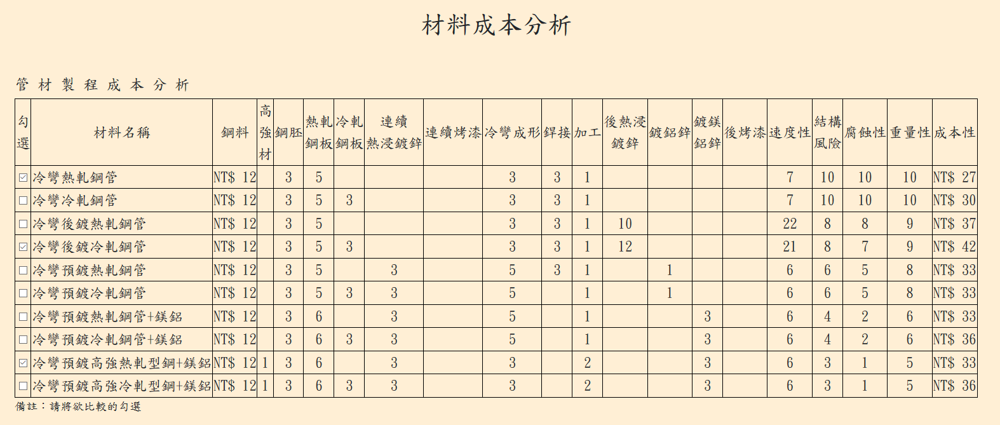 材料成本分析
管材製程成本分析
勾選 材料名稱 鋼料 高強材 鋼胚 熱軋鋼板 冷軋鋼板 連續熱浸鍍鋅 連續烤漆 冷彎成形 銲接 加工 後熱浸鍍鋅 鍍鋁鋅 鍍鎂鋁鋅 後烤漆 速度性 結構風險 腐蝕性 重量性 成本性
冷彎熱軋鋼管 NT$ 12 3 5 3 3 1 7 10 10 10 NT$ 27
冷彎冷軋鋼管 NT$ 12 3 5 3 3 3 1 7 10 10 10 NT$ 30
冷彎後鍍熱軋鋼管 NT$ 12 3 5 3 3 1 10 22 8 8 9 NT$ 37
冷彎後鍍冷軋鋼管 NT$ 12 3 5 3 3 3 1 12 21 8 7 9 NT$ 42
冷彎預鍍熱軋鋼管 NT$ 12 3 5 3 5 3 1 1 6 6 5 8 NT$ 33
冷彎預鍍冷軋鋼管 NT$ 12 3 5 3 3 5 1 1 6 6 5 8 NT$ 33
冷彎預鍍熱軋鋼管+鎂鋁 NT$ 12 3 6 3 5 1 3 6 4 2 6 NT$ 33
冷彎預鍍冷軋鋼管+鎂鋁 NT$ 12 3 6 3 3 5 1 3 6 4 2 6 NT$ 36
冷彎預鍍高強熱軋型鋼+鎂鋁 NT$ 12 1 3 6 3 3 2 3 6 3 1 5 NT$ 33
冷彎預鍍高強冷軋型鋼+鎂鋁 NT$ 12 1 3 6 3 3 3 2 3 6 3 1 5 NT$ 36
備註：請將欲比較的勾選